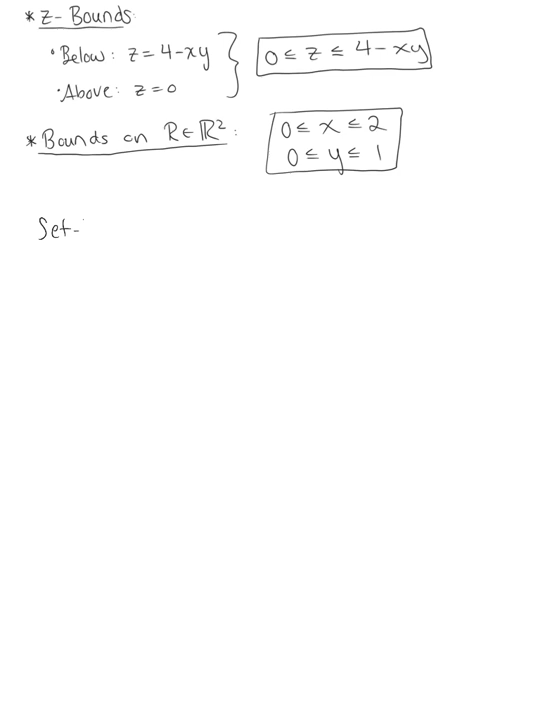 * Z-Bounds:
• Below: z = 4-xy } 0 ≤ z ≤ 4-xy
• Above: z = 0
* Bounds on R ∈ ℝ²: 0 ≤ x ≤ 2
0 ≤ y ≤ 1
Set-